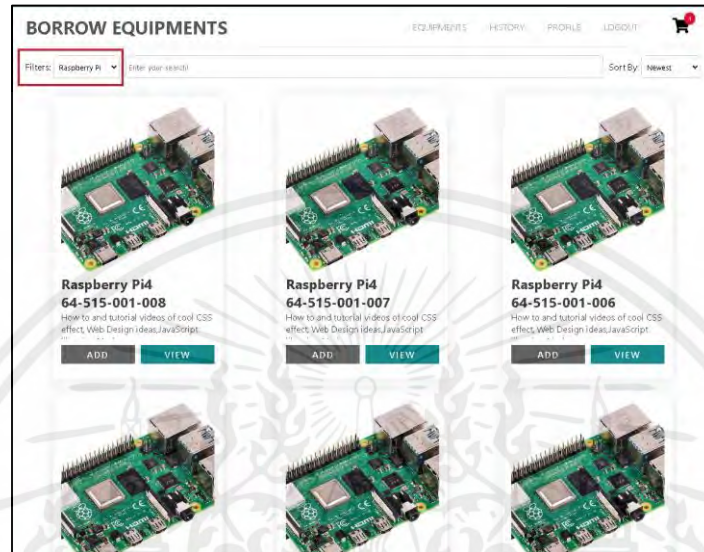 BORROW EQUIPMENTS
EQUIPMENTS HISTORY PROFILE LOGOUT
Filters: Raspberry Pi Enter your search! Sort By: Newest
Raspberry Pi4
64-515-001-008
How to and tutorial videos of cool CSS
effect, Web Design ideas,JavaScript
ADD VIEW
Raspberry Pi4
64-515-001-007
How to and tutorial videos of cool CSS
effect, Web Design ideas,JavaScript
ADD VIEW
Raspberry Pi4
64-515-001-006
How to and tutorial videos of cool CSS
effect, Web Design ideas,JavaScript
ADD VIEW